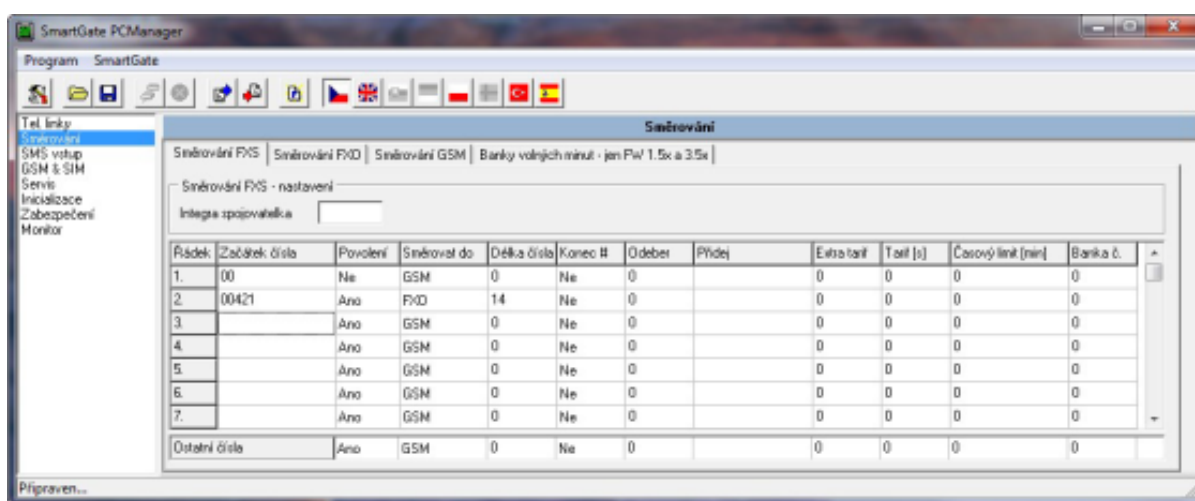 SmartGate PCManager
Program SmartGate
Tel. linky
Směrování
SMS vstup
GSM & SIM
Servis
Inicializace
Zabezpečení
Monitor
Směrování
Směrování FXS Směrování FXO Směrování GSM Banky volných minut - jen FW 1.5x a 3.5x
Směrování FXS - nastavení
Integra spojovatelka
Řádek Začátek čísla Povolení Směrovat do Délka čísla Konec # Odeber Přidej Extra tarif Tarif [s] Časový limit [min] Banka č.
1. 00 Ne GSM 0 Ne 0 0 0 0 0
2. 00421 Ano FXO 14 Ne 0 0 0 0 0
3. Ano GSM 0 Ne 0 0 0 0 0
4. Ano GSM 0 Ne 0 0 0 0 0
5. Ano GSM 0 Ne 0 0 0 0 0
6. Ano GSM 0 Ne 0 0 0 0 0
7. Ano GSM 0 Ne 0 0 0 0 0
Ostatní čísla Ano GSM 0 Ne 0 0 0 0 0
Připraven...